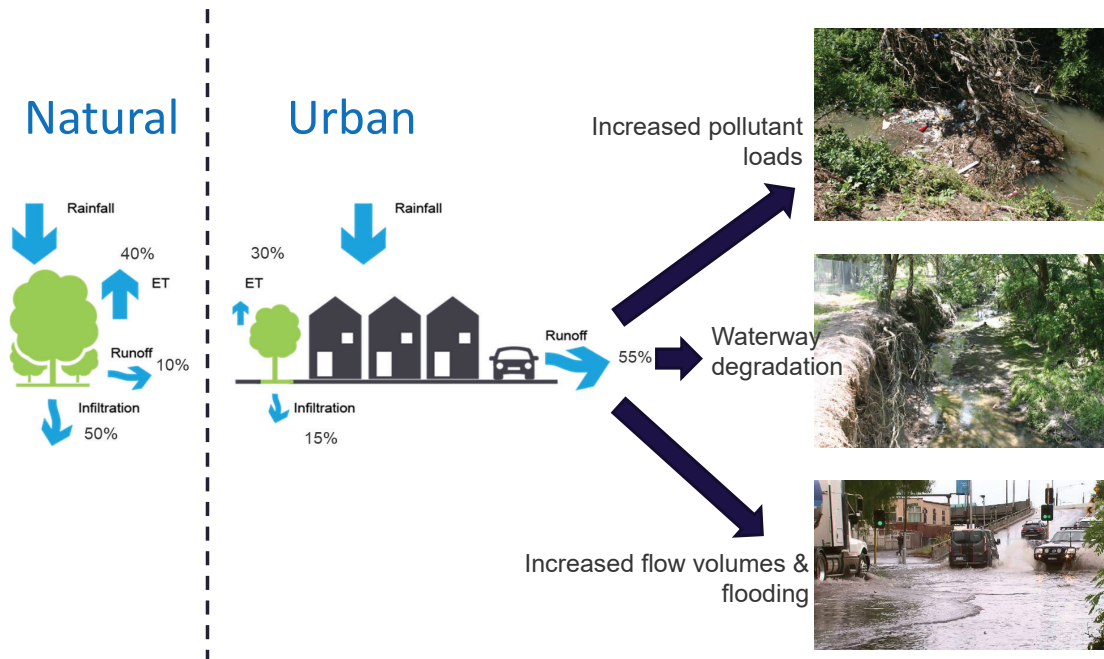 Natural
Rainfall
40%
ET
Runoff
10%
Infiltration
50%
Urban
Rainfall
30%
ET
Runoff
55%
Infiltration
15%
Increased pollutant
loads
Waterway
degradation
Increased flow volumes &
flooding